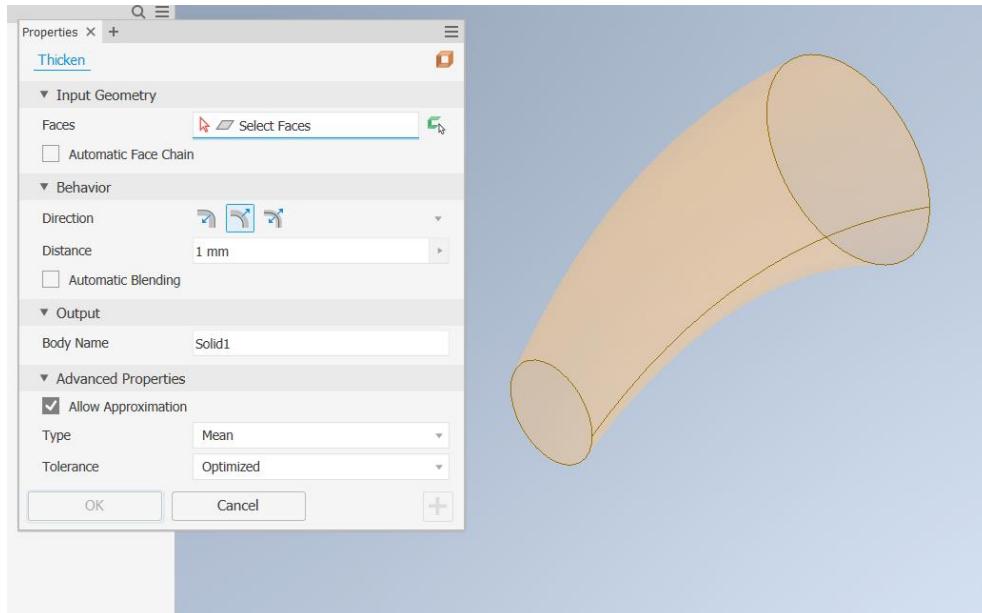 Properties
Thicken
Input Geometry
Faces Select Faces
Automatic Face Chain
Behavior
Direction
Distance 1 mm
Automatic Blending
Output
Body Name Solid1
Advanced Properties
Allow Approximation
Type Mean
Tolerance Optimized
OK Cancel